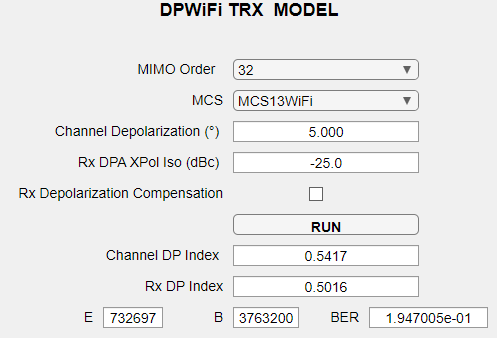 DPWiFi TRX MODEL
MIMO Order 32
MCS MCS13WiFi
Channel Depolarization (°) 5.000
Rx DPA XPol Iso (dBc) -25.0
Rx Depolarization Compensation
RUN
Channel DP Index 0.5417
Rx DP Index 0.5016
E 732697 B 3763200 BER 1.947005e-01